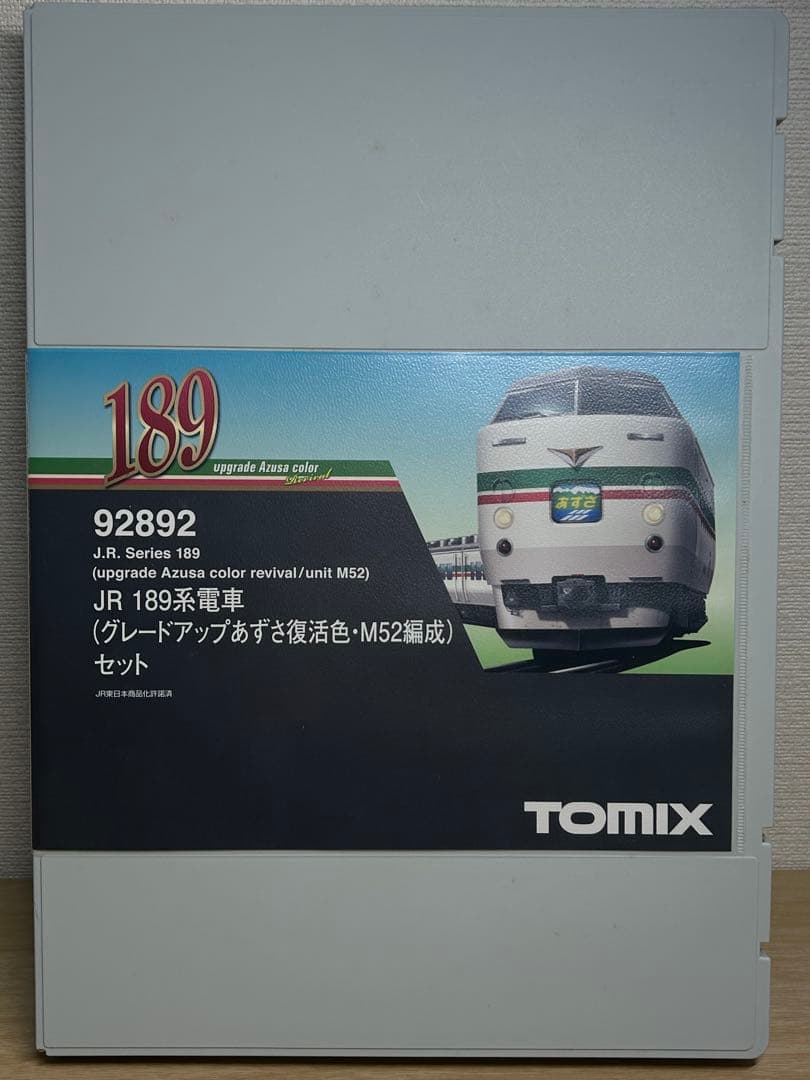 189
upgrade Azusa color
Revival
92892
J.R. Series 189
(upgrade Azusa color revival/unit M52)
JR 189系電車
(グレードアップあずさ復活色・M52編成)
セット
JR東日本商品化許諾済
あずさ
TOMIX